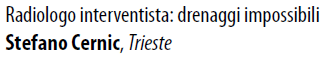 Radiologo interventista: drenaggi impossibili
Stefano Cernic, Trieste